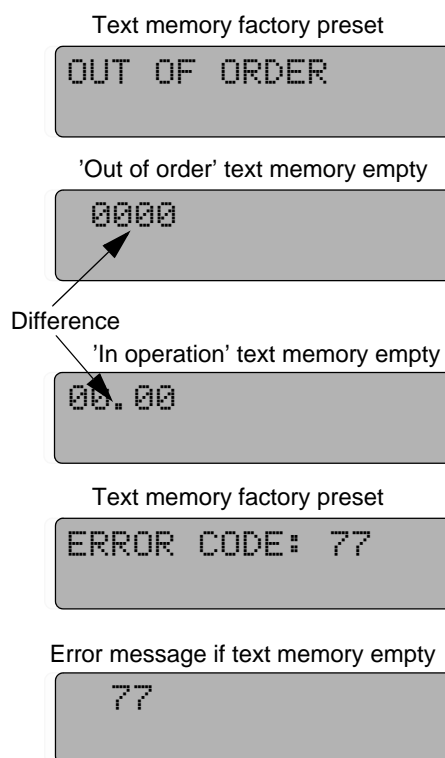 Text memory factory preset
OUT OF ORDER
’Out of order’ text memory empty
0000
Difference
’In operation’ text memory empty
00.00
Text memory factory preset
ERROR CODE: 77
Error message if text memory empty
77